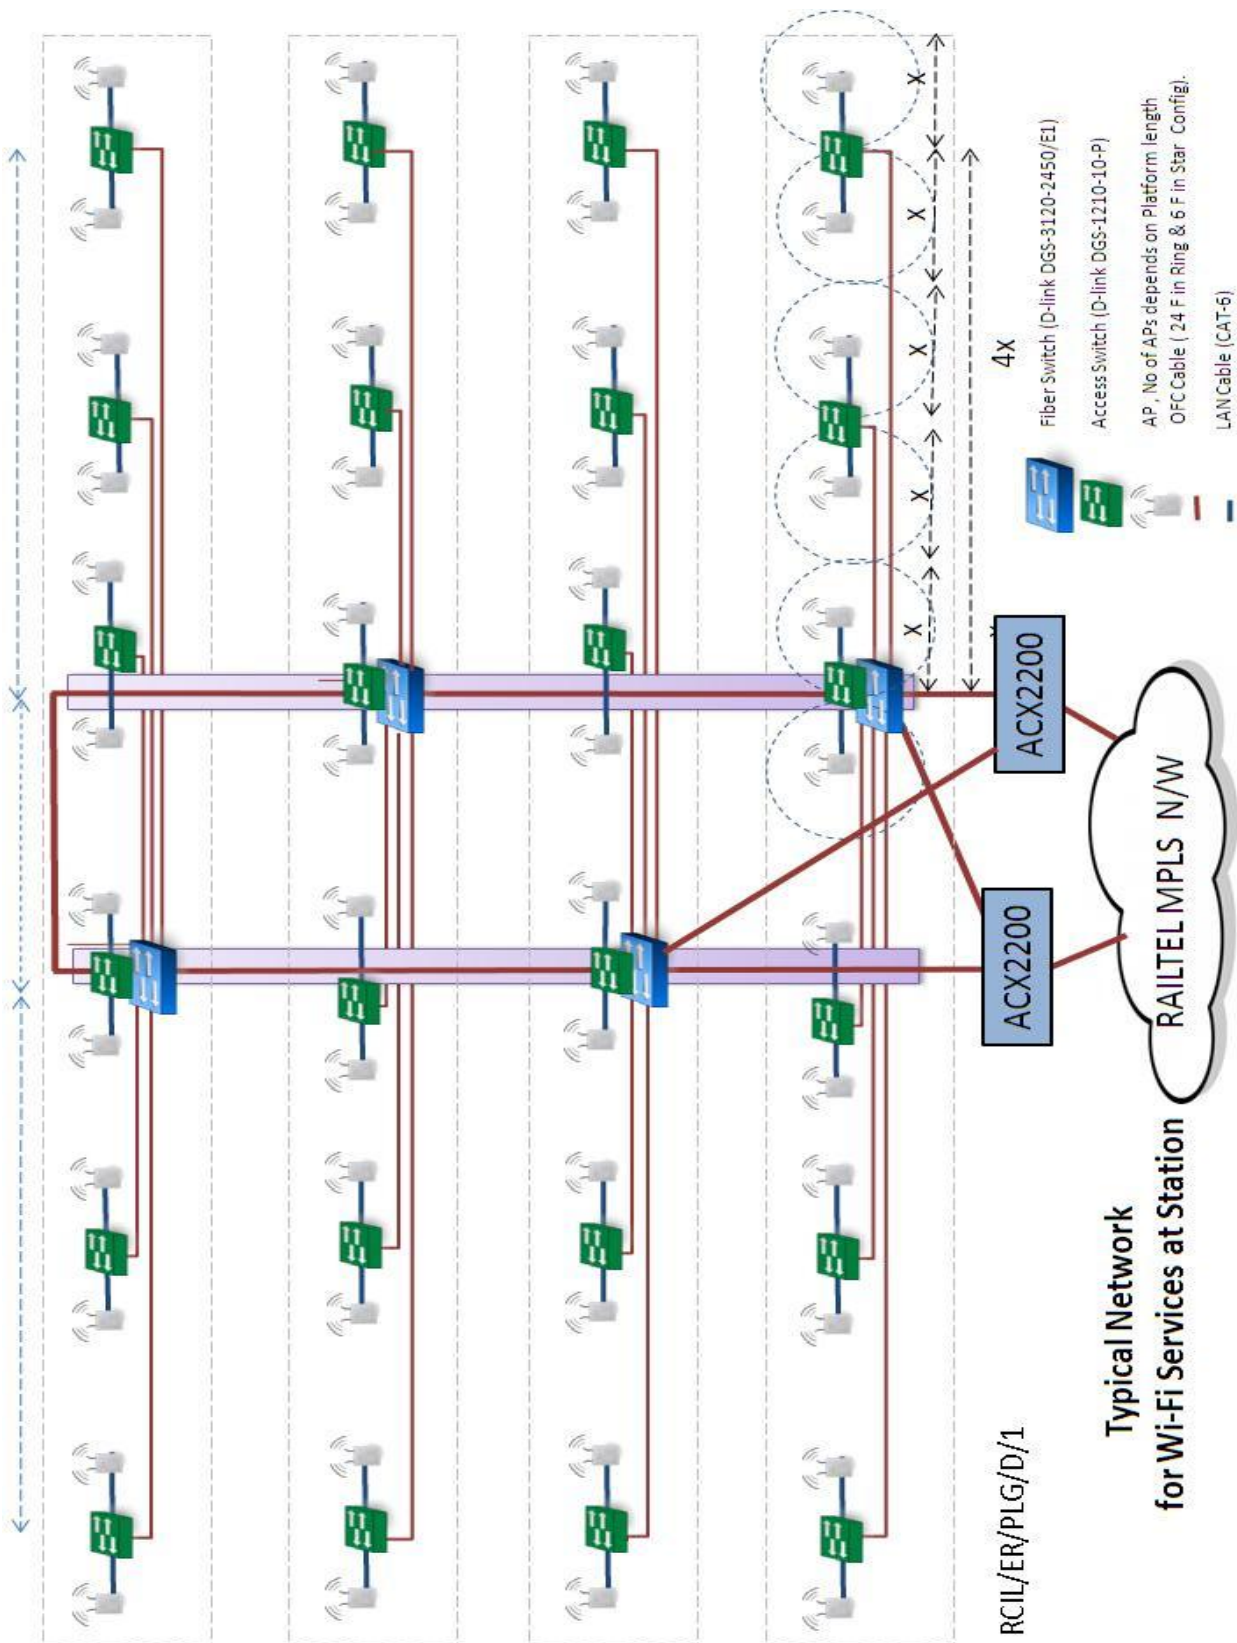 X
X
X
X
X
4x
Fiber Switch (D-link DGS-3120-2450/E1)
Access Switch (D-link DGS-1210-10-P)
AP , No of APs depends on Platform length
OFC Cable ( 24 F in Ring & 6 F in Star Config).
LAN Cable (CAT-6)
ACX2200
ACX2200
RAILTEL MPLS N/W
RCIL/ER/PLG/D/1
Typical Network
for Wi-Fi Services at Station